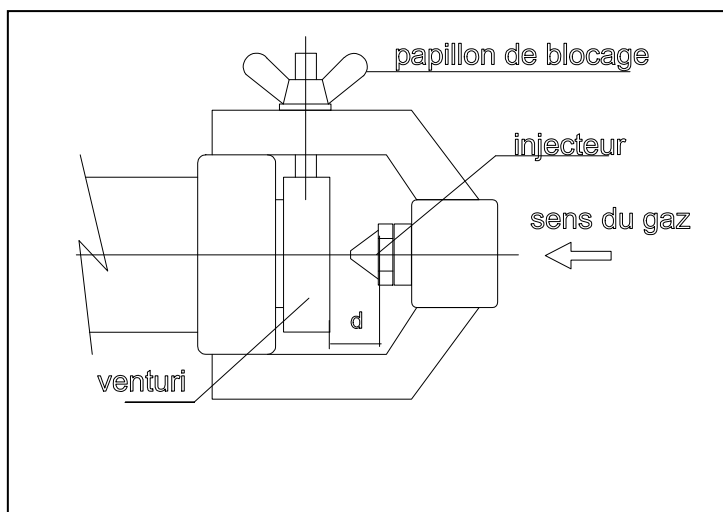 papillon de blocage
injecteur
sens du gaz
d
venturi